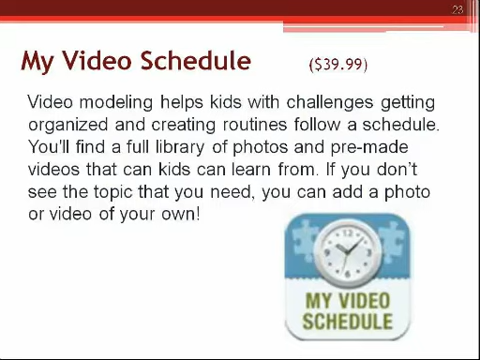 23
My Video Schedule ($39.99)
Video modeling helps kids with challenges getting
organized and creating routines follow a schedule.
You'll find a full library of photos and pre-made
videos that can kids can learn from. If you don't
see the topic that you need, you can add a photo
or video of your own!
MY VIDEO
SCHEDULE